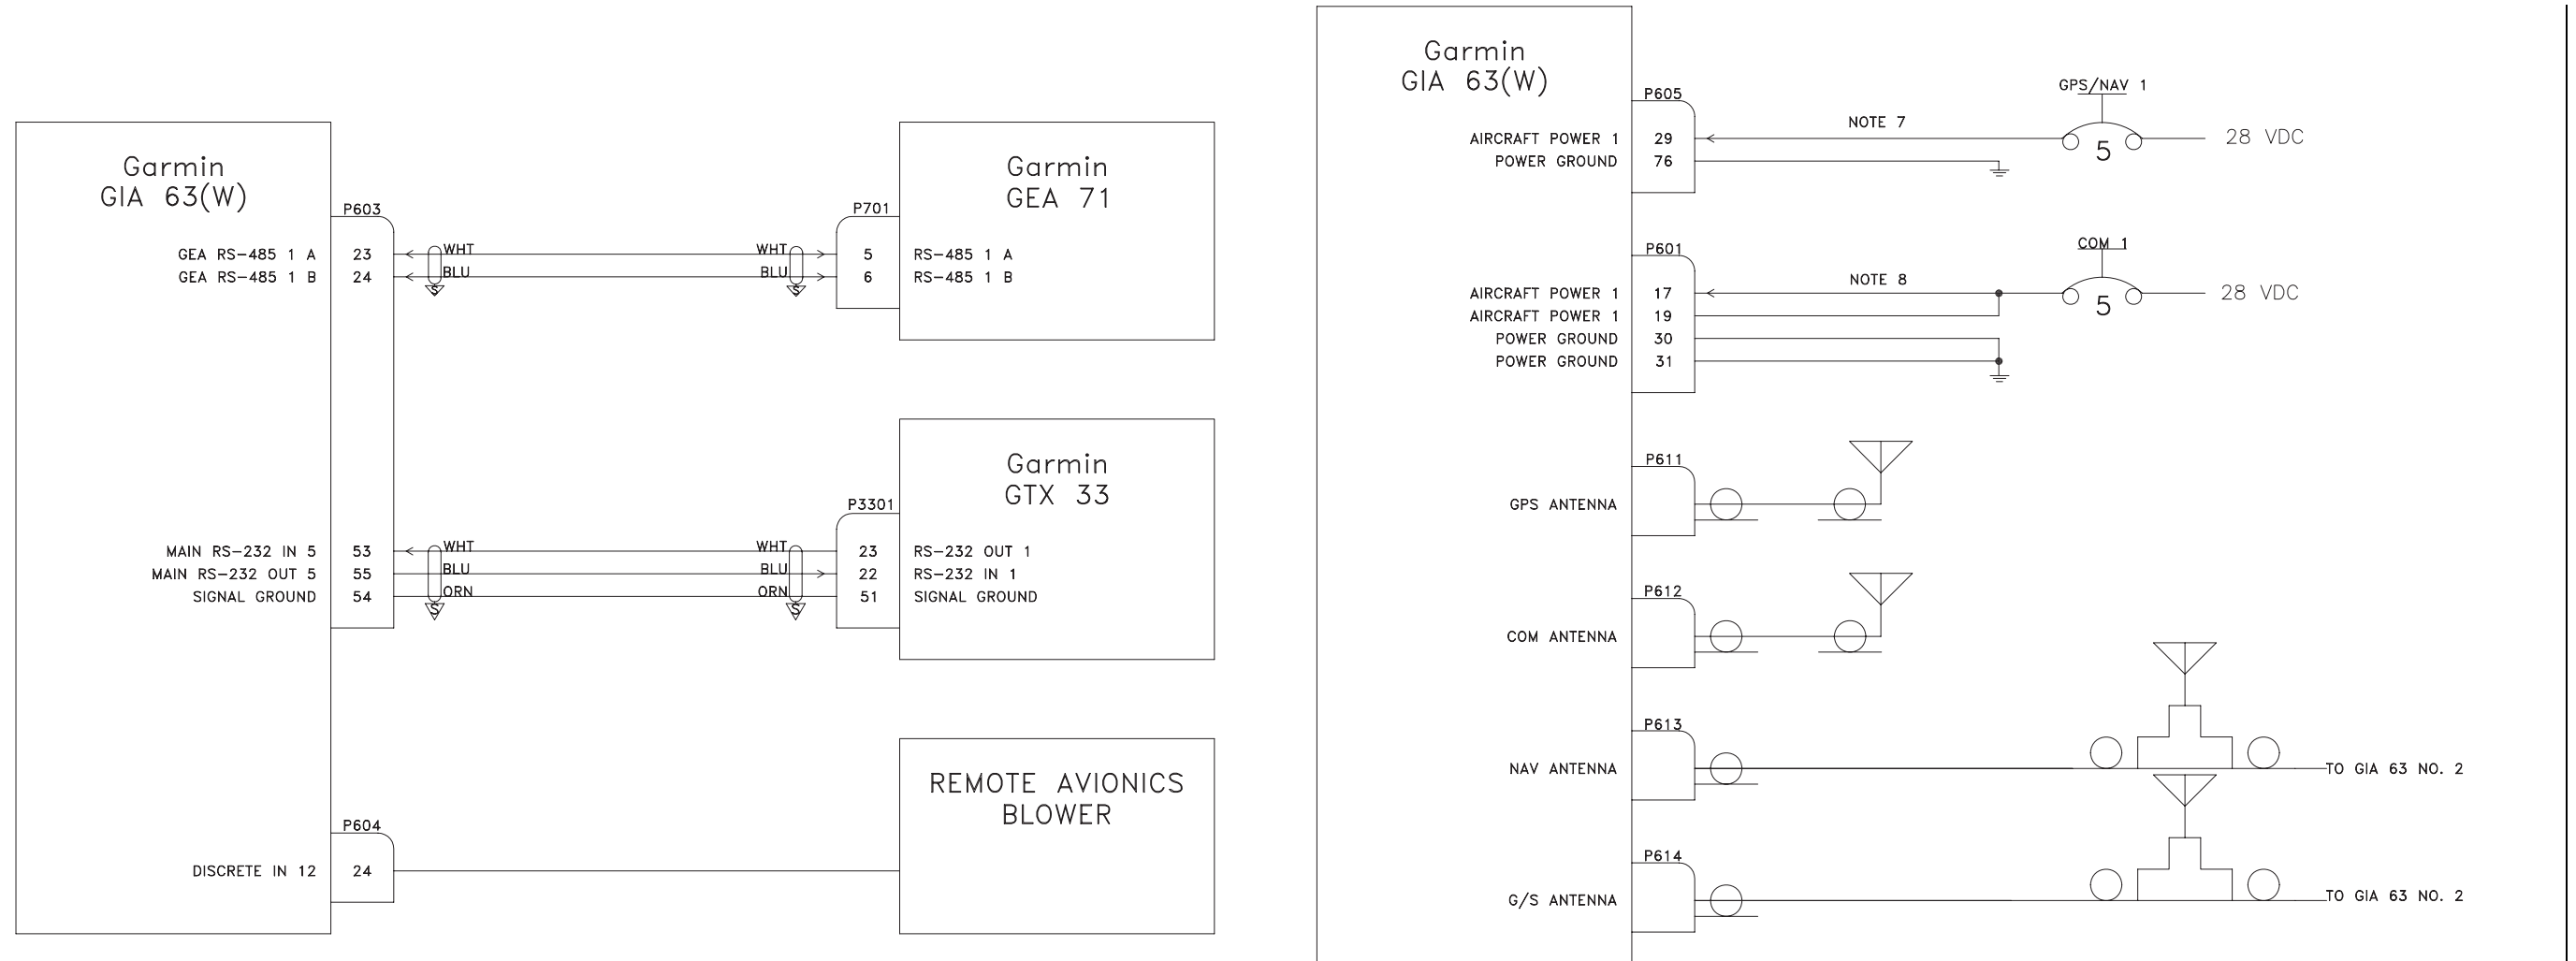 Garmin
GIA 63(W)
P603
GEA RS-485 1 A 23 WHT WHT 5 RS-485 1 A
GEA RS-485 1 B 24 BLU BLU 6 RS-485 1 B
S S
P701
Garmin
GEA 71
MAIN RS-232 IN 5 53 WHT WHT 23 RS-232 OUT 1
MAIN RS-232 OUT 5 55 BLU BLU 22 RS-232 IN 1
SIGNAL GROUND 54 ORN ORN 51 SIGNAL GROUND
S S
P3301
Garmin
GTX 33
P604
DISCRETE IN 12 24
REMOTE AVIONICS
BLOWER
Garmin
GIA 63(W)
P605
GPS/NAV 1
AIRCRAFT POWER 1 29 NOTE 7 5 28 VDC
POWER GROUND 76
P601
COM 1
AIRCRAFT POWER 1 17 NOTE 8 5 28 VDC
AIRCRAFT POWER 1 19
POWER GROUND 30
POWER GROUND 31
P611
GPS ANTENNA
P612
COM ANTENNA
P613
NAV ANTENNA TO GIA 63 NO. 2
P614
G/S ANTENNA TO GIA 63 NO. 2